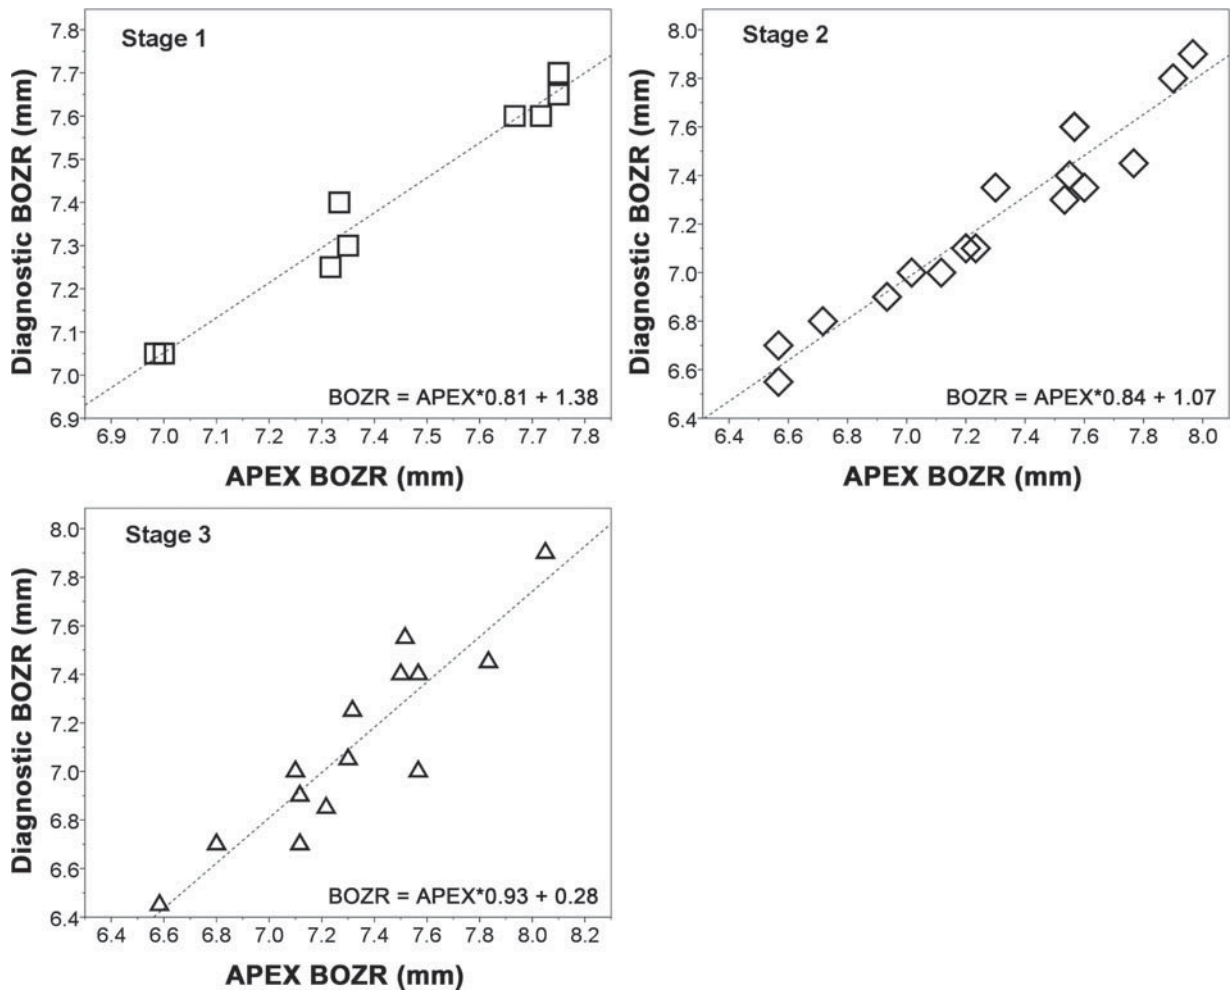 Stage 1
Diagnostic BOZR (mm)
7.8
7.7
7.6
7.5
7.4
7.3
7.2
7.1
7.0
6.9
BOZR = APEX*0.81 + 1.38
6.9 7.0 7.1 7.2 7.3 7.4 7.5 7.6 7.7 7.8
APEX BOZR (mm)
Stage 2
Diagnostic BOZR (mm)
8.0
7.8
7.6
7.4
7.2
7.0
6.8
6.6
6.4
BOZR = APEX*0.84 + 1.07
6.4 6.6 6.8 7.0 7.2 7.4 7.6 7.8 8.0
APEX BOZR (mm)
Stage 3
Diagnostic BOZR (mm)
8.0
7.8
7.6
7.4
7.2
7.0
6.8
6.6
6.4
BOZR = APEX*0.93 + 0.28
6.4 6.6 6.8 7.0 7.2 7.4 7.6 7.8 8.0 8.2
APEX BOZR (mm)